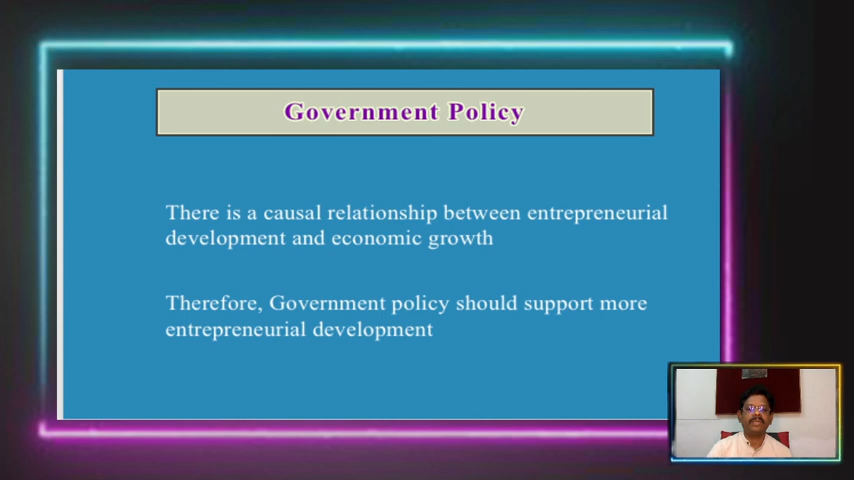 Government Policy
There is a causal relationship between entrepreneurial
development and economic growth
Therefore, Government policy should support more
entrepreneurial development